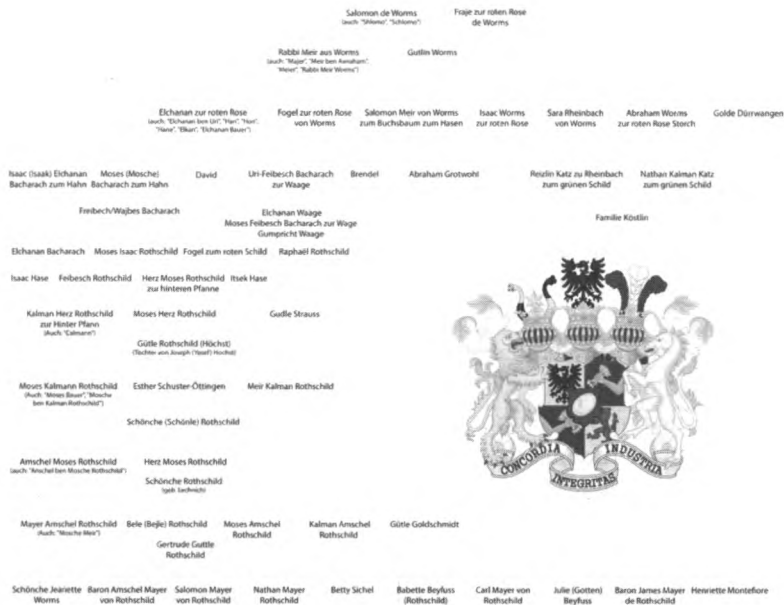 Salomon de Worms Fraje zur roten Rose
(auch: "Shlomo", "Schlomo") de Worms
Rabbi Meir aus Worms Gutlin Worms
(auch: "Major", "Meir ben Awraham",
"Meier", "Rabbi Meir Worms")
Elchanan zur roten Rose Fogel zur roten Rose Salomon Meir von Worms Isaac Worms Sara Rheinbach Abraham Worms Golde Dürrwangen
(auch: "Elchanan ben Uri", "Hari", "Hon", von Worms zum Buchsbaum zum Hasen zur roten Rose von Worms zur roten Rose Storch
"Hane", "Elkan", "Elchanan Bauer")
Isaac (Isaak) Elchanan Moses (Mosche) David Uri-Feibesch Bacharach Brendel Abraham Grotwohl Reizlin Katz zu Rheinbach Nathan Kalman Katz
Bacharach zum Hahn Bacharach zum Hahn zur Waage zum grünen Schild zum grünen Schild
Freibech/Wajbes Bacharach Elchanan Waage Familie Köstlin
Moses Feibesch Bacharach zur Wage
Gumpricht Waage
Elchanan Bacharach Moses Isaac Rothschild Fogel zum roten Schild Raphaël Rothschild
Isaac Hase Feibesch Rothschild Herz Moses Rothschild Itsek Hase
zur hinteren Pfanne
Kalman Herz Rothschild Moses Herz Rothschild Gudle Strauss
zur Hinter Pfann
(Auch: "Calmann")
Gütle Rothschild (Höchst)
(Tochter von Joseph (Yosef) Höchst)
Moses Kalmann Rothschild Esther Schuster-Öttingen Meir Kalman Rothschild
(Auch: "Moses Bauer", "Mosche
ben Kalman Rothschild")
Schönche (Schönle) Rothschild
Amschel Moses Rothschild Herz Moses Rothschild
(auch: "Anschel ben Mosche Rothschild")
Schönche Rothschild
(geb. Lechnich)
CONCORDIA INTEGRITAS INDUSTRIA
Mayer Amschel Rothschild Bele (Bejle) Rothschild Moses Amschel Kalman Amschel Gütle Goldschmidt
(Auch: "Mosche Meir") Rothschild Rothschild
Gertrude Guttle
Rothschild
Schönche Jeanette Baron Amschel Mayer Salomon Mayer Nathan Mayer Betty Sichel Babette Beyfuss Carl Mayer von Julie (Gotten) Baron James Mayer Henriette Montefiore
Worms von Rothschild von Rothschild Rothschild (Rothschild) Rothschild Beyfuss de Rothschild